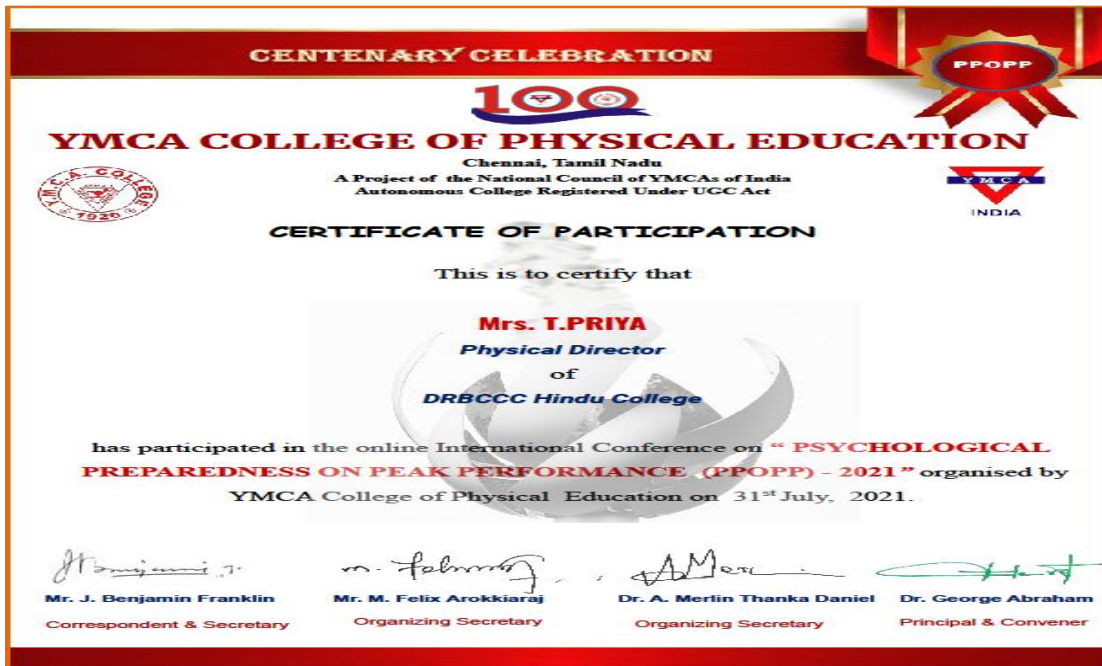 CENTENARY CELEBRATION
PPOPP
100
YMCA COLLEGE OF PHYSICAL EDUCATION
Chennai, Tamil Nadu
A Project of the National Council of YMCAs of India
Autonomous College Registered Under UGC Act
Y.M.C.A. COLLEGE
1920
YMCA
INDIA
CERTIFICATE OF PARTICIPATION
This is to certify that
Mrs. T.PRIYA
Physical Director
of
DRBCCC Hindu College
has participated in the online International Conference on “ PSYCHOLOGICAL
PREPAREDNESS ON PEAK PERFORMANCE (PPOPP) - 2021” organised by
YMCA College of Physical Education on 31st July, 2021.
Mr. J. Benjamin Franklin
Mr. M. Felix Arokkiaraj
Dr. A. Merlin Thanka Daniel
Dr. George Abraham
Correspondent & Secretary
Organizing Secretary
Organizing Secretary
Principal & Convener